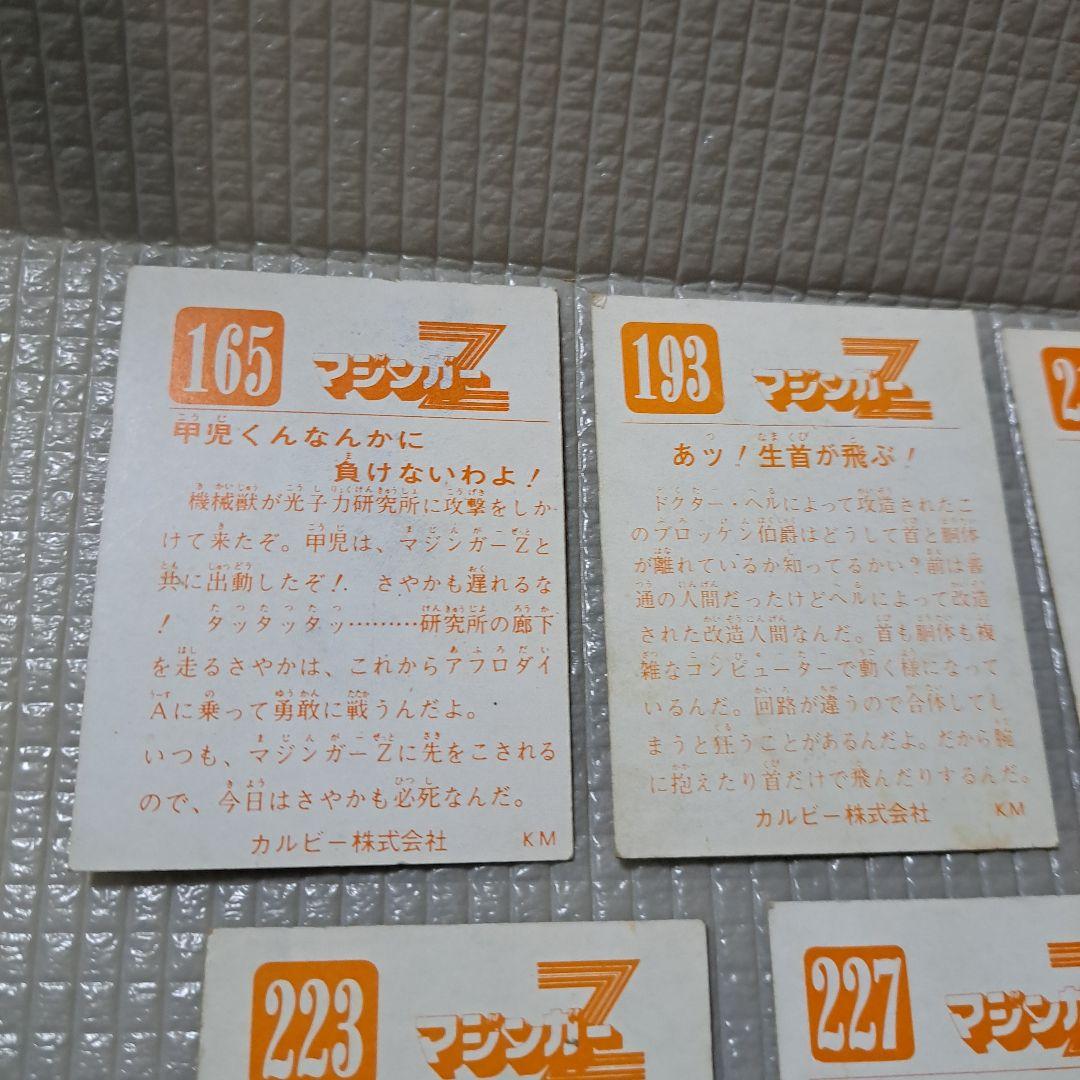 165
マジンガーZ
甲児くんなんかに
負けないわよ!
機械獣が光子力研究所に攻撃をしか
けて来たぞ。甲児は、マジンガーZと
共に出動したぞ! さやかも遅れるな
! タッタッタッ………研究所の廊下
を走るさやかは、これからアフロダイ
Aに乗って勇敢に戦うんだよ。
いつも、マジンガーZに先をこされる
ので、今日はさやかも必死なんだ。
カルビー株式会社 KM
193
マジンガーZ
あッ!生首が飛ぶ!
ドクター・ヘルによって改造されたこ
のブロッケン伯爵はどうして首と胴体
が離れているか知ってるかい?前は普
通の人間だったけどヘルによって改造
された改造人間なんだ。首も胴体も複
雑なコンピューターで動く様になって
いるんだ。回路が違うので合体してし
まうと狂うことがあるんだよ。だから腕
に抱えたり首だけで飛んだりするんだ。
カルビー株式会社 KM
223
マジンガーZ
227
マジンガー